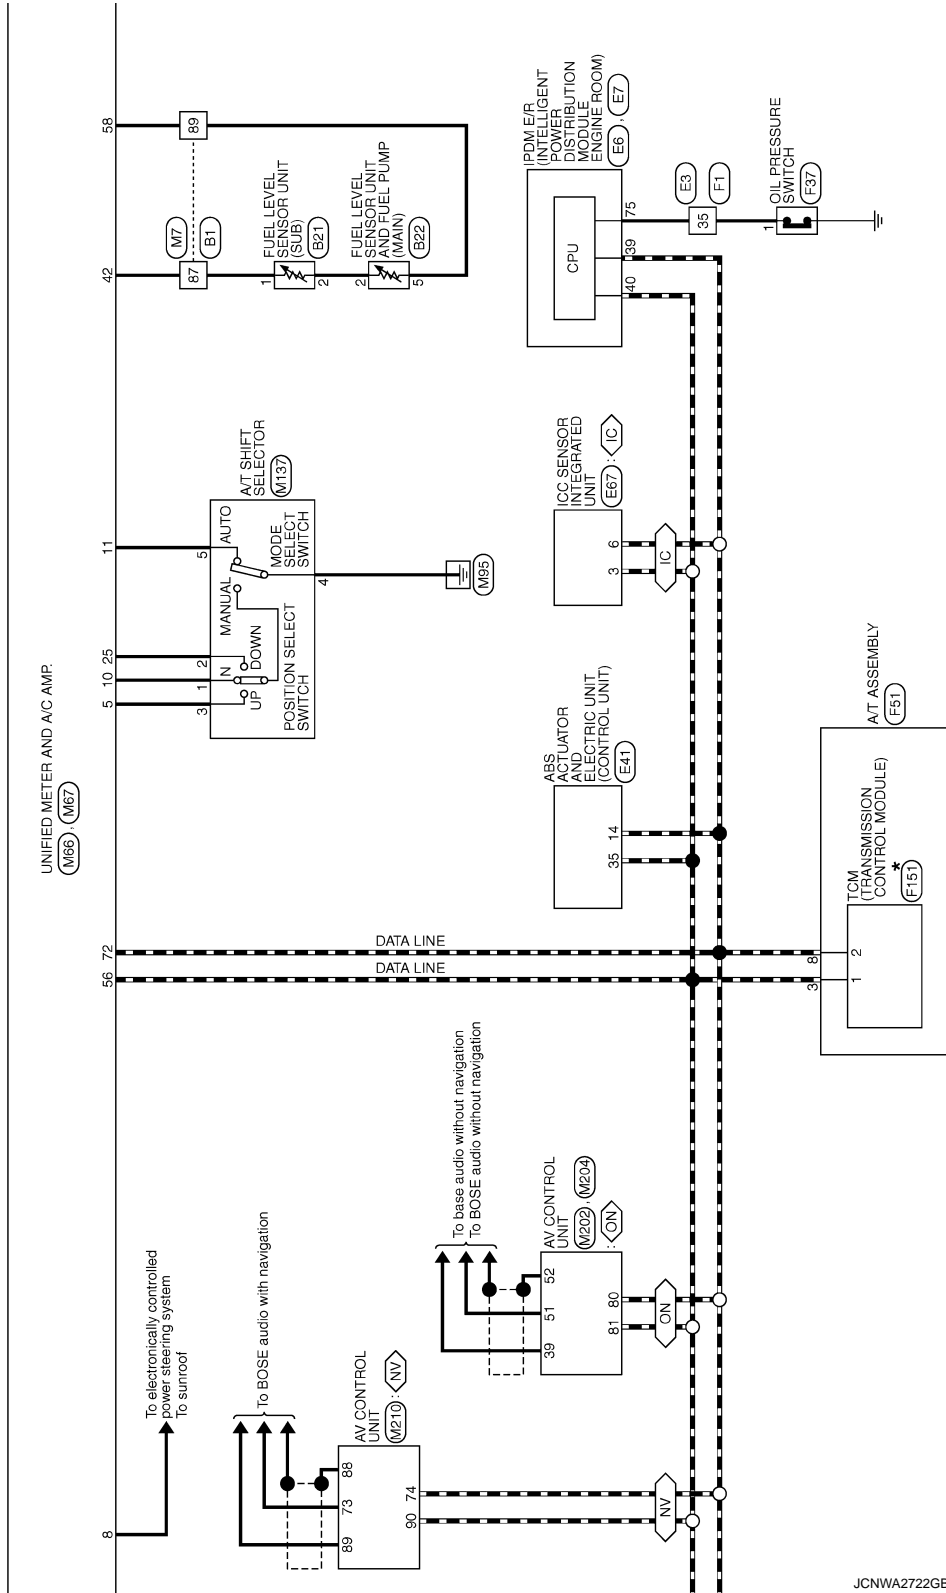 UNIFIED METER AND A/C AMP.
M66 , M67
8
56
72
5
10
25
11
42
58
To electronically controlled
power steering system
To sunroof
To BOSE audio with navigation
AV CONTROL
UNIT
M210 : NV
89
73
88
90
74
NV
To base audio without navigation
To BOSE audio without navigation
AV CONTROL
UNIT
M202 , M204
: ON
39
51
52
81
80
ON
DATA LINE
DATA LINE
3
8
1
2
TCM
(TRANSMISSION
CONTROL MODULE)
*
F151
A/T ASSEMBLY
F51
ABS
ACTUATOR
AND
ELECTRIC UNIT
(CONTROL UNIT)
E41
35
14
A/T SHIFT
SELECTOR
M137
3
1
2
5
UP
N
DOWN
MANUAL
AUTO
POSITION SELECT
SWITCH
MODE
SELECT
SWITCH
4
M95
ICC SENSOR
INTEGRATED
UNIT
E67 : IC
3
6
IC
M7
B1
87
89
FUEL LEVEL
SENSOR UNIT
(SUB)
B21
1
2
FUEL LEVEL
SENSOR UNIT
AND FUEL PUMP
(MAIN)
B22
2
5
IPDM E/R
(INTELLIGENT
POWER
DISTRIBUTION
MODULE
ENGINE ROOM)
E6 , E7
CPU
40
39
75
E3
F1
35
OIL PRESSURE
SWITCH
F37
1
JCNWA2722GE